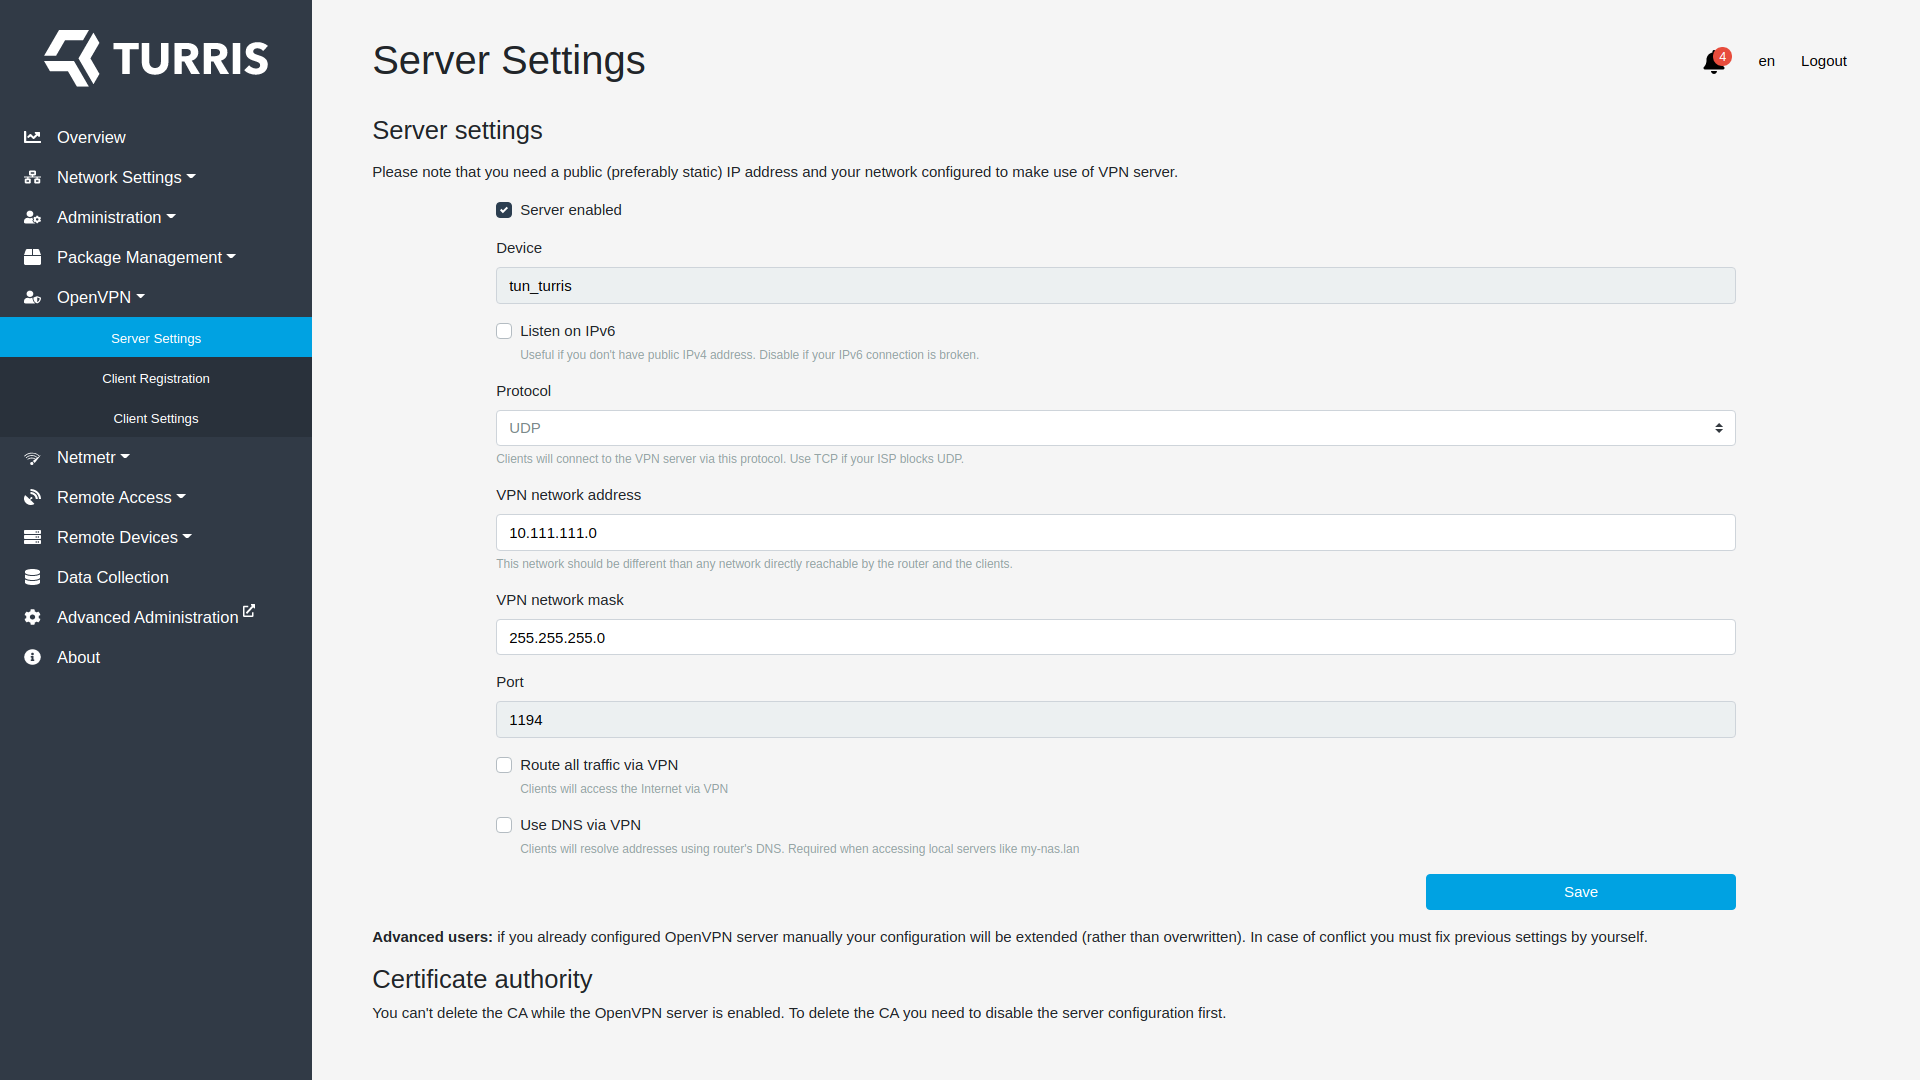 TURRIS
Overview
Network Settings
Administration
Package Management
OpenVPN
Server Settings
Client Registration
Client Settings
Netmetr
Remote Access
Remote Devices
Data Collection
Advanced Administration
About
Server Settings
4
en
Logout
Server settings
Please note that you need a public (preferably static) IP address and your network configured to make use of VPN server.
Server enabled
Device
tun_turris
Listen on IPv6
Useful if you don't have public IPv4 address. Disable if your IPv6 connection is broken.
Protocol
UDP
Clients will connect to the VPN server via this protocol. Use TCP if your ISP blocks UDP.
VPN network address
10.111.111.0
This network should be different than any network directly reachable by the router and the clients.
VPN network mask
255.255.255.0
Port
1194
Route all traffic via VPN
Clients will access the Internet via VPN
Use DNS via VPN
Clients will resolve addresses using router's DNS. Required when accessing local servers like my-nas.lan
Save
Advanced users: if you already configured OpenVPN server manually your configuration will be extended (rather than overwritten). In case of conflict you must fix previous settings by yourself.
Certificate authority
You can't delete the CA while the OpenVPN server is enabled. To delete the CA you need to disable the server configuration first.